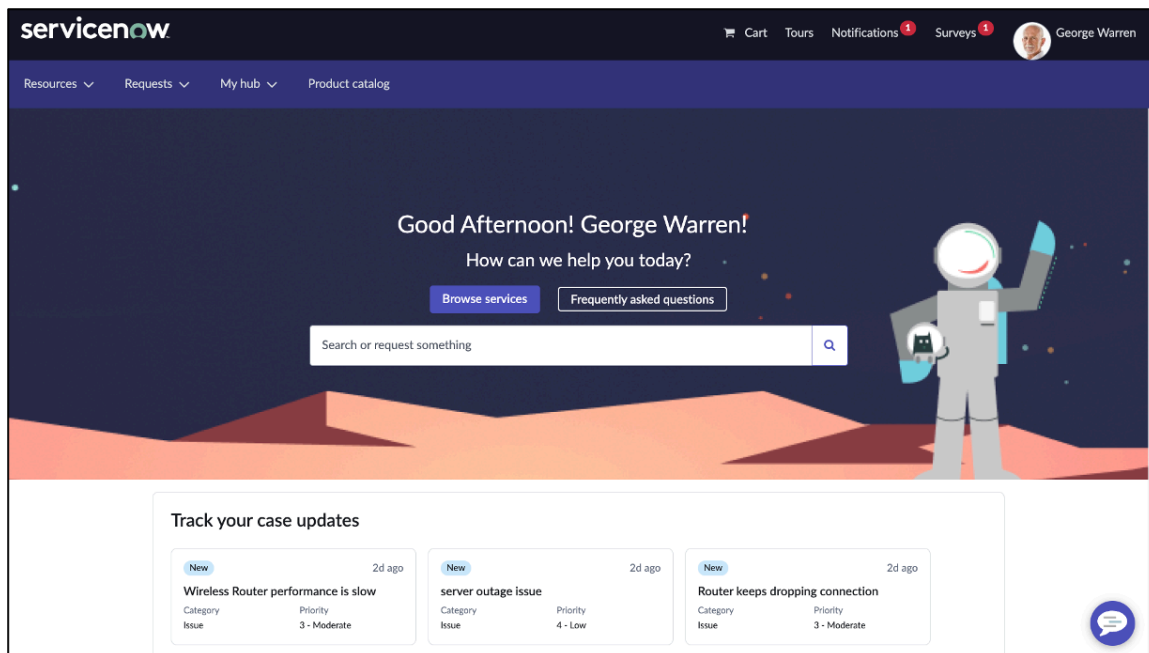 servicenow
Cart Tours Notifications 1 Surveys 1 George Warren
Resources Requests My hub Product catalog
Good Afternoon! George Warren!
How can we help you today?
Browse services Frequently asked questions
Search or request something
Track your case updates
New 2d ago
Wireless Router performance is slow
Category Priority
Issue 3 - Moderate
New 2d ago
server outage issue
Category Priority
Issue 4 - Low
New 2d ago
Router keeps dropping connection
Category Priority
Issue 3 - Moderate